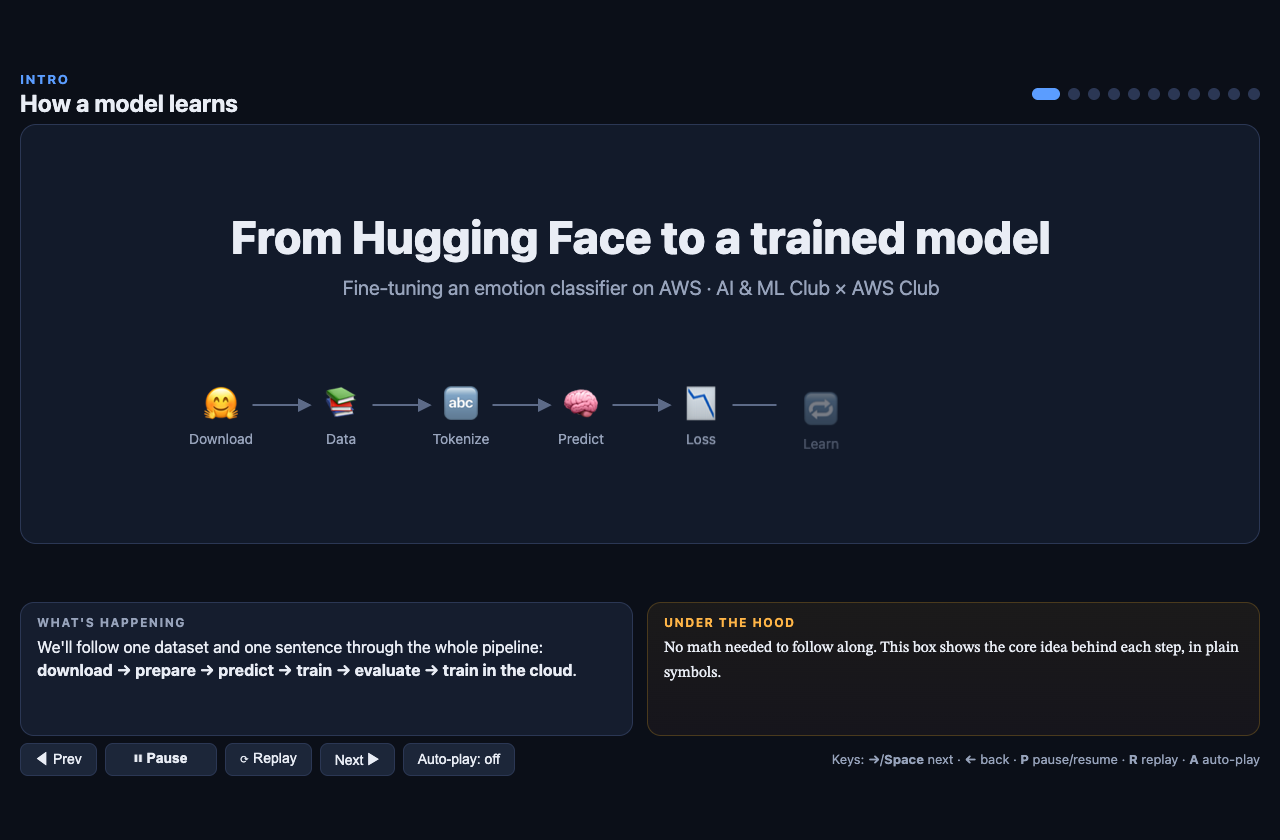 INTRO
How a model learns
From Hugging Face to a trained model
Fine-tuning an emotion classifier on AWS · AI & ML Club × AWS Club
abc
Download Data Tokenize Predict Loss Learn
WHAT'S HAPPENING
We'll follow one dataset and one sentence through the whole pipeline:
download → prepare → predict → train → evaluate → train in the cloud.
UNDER THE HOOD
No math needed to follow along. This box shows the core idea behind each step, in plain
symbols.
◀ Prev ⏸ Pause ⟳ Replay Next ▶ Auto-play: off
Keys: →/Space next · ← back · P pause/resume · R replay · A auto-play